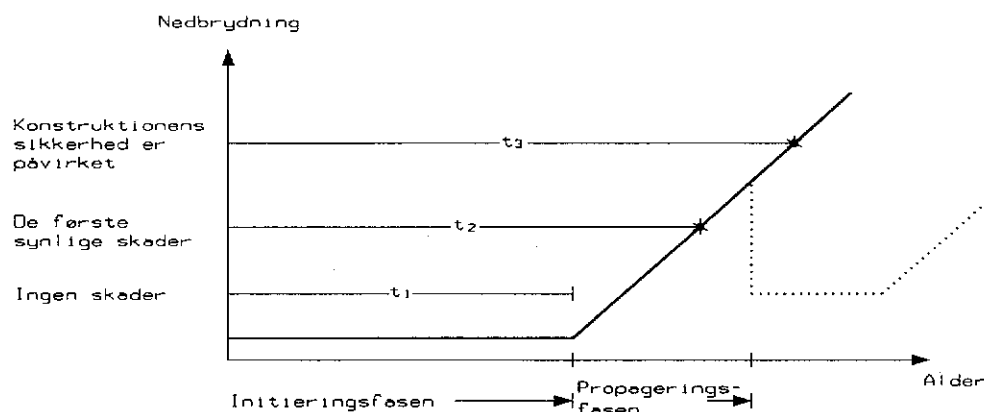 Nedbrydning
Konstruktionens
sikkerhed er
påvirket
t3
De første
synlige skader
t2
Ingen skader
t1
Alder
Initieringsfasen
Propagerings-
fasen